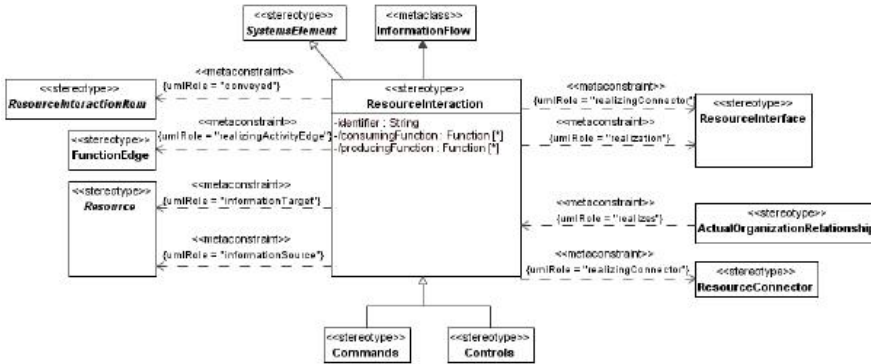 <<stereotype>>
SystemsElement
<<metaclass>>
InformationFlow
<<stereotype>>
ResourceInteractionItem
<<metaconstraint>>
{umlRole = "conveyed"}
<<metaconstraint>>
{umlRole = "realizingActivityEdge"}
<<stereotype>>
FunctionEdge
<<stereotype>>
Resource
<<metaconstraint>>
{umlRole = "informationTarget"}
<<metaconstraint>>
{umlRole = "informationSource"}
<<stereotype>>
ResourceInteraction
-identifier : String
-/consumingFunction : Function [*]
-/producingFunction : Function [*]
<<metaconstraint>>
{umlRole = "realizingConnector"}
<<metaconstraint>>
{umlRole = "realization"}
<<stereotype>>
ResourceInterface
<<metaconstraint>>
{umlRole = "realizes"}
<<stereotype>>
ActualOrganizationRelationship
<<metaconstraint>>
{umlRole = "realizingConnector"}
<<stereotype>>
ResourceConnector
<<stereotype>>
Commands
<<stereotype>>
Controls